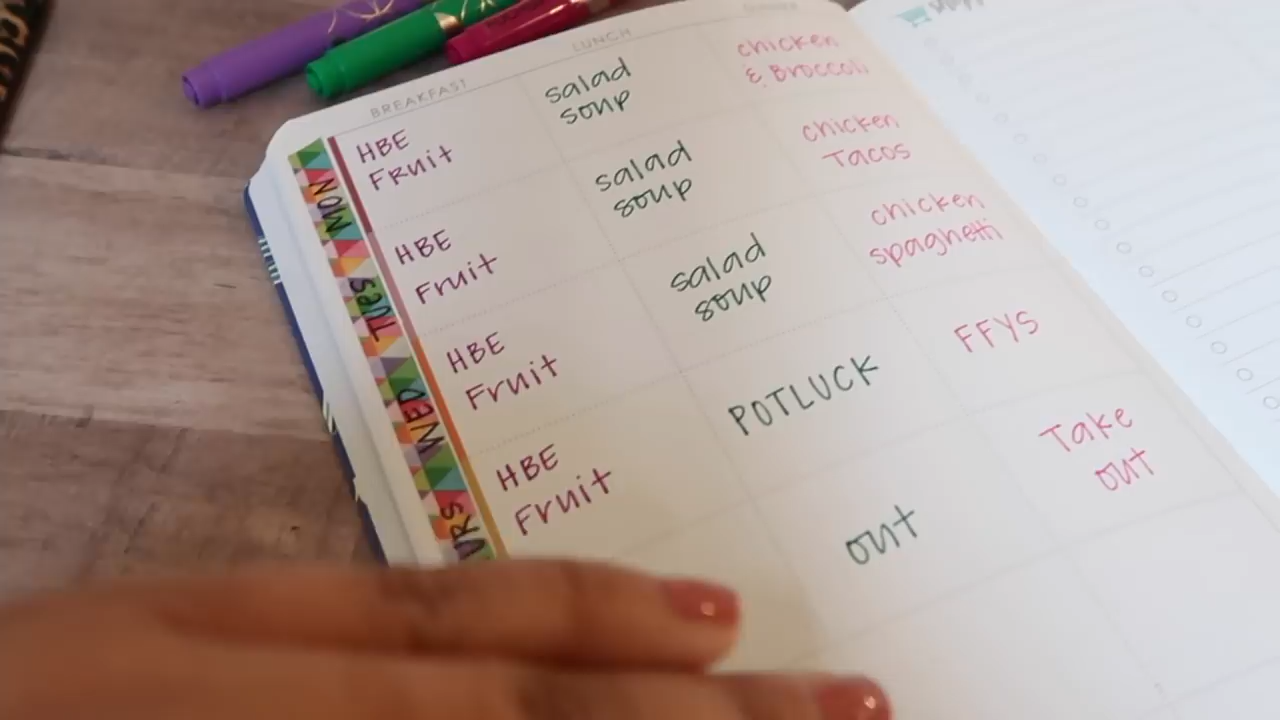 BREAKFAST
LUNCH
MON
HBE
Fruit
salad
soup
chicken
& Broccoli
TUES
HBE
Fruit
salad
soup
chicken
Tacos
WED
HBE
Fruit
salad
soup
chicken
spaghetti
URS
HBE
Fruit
POTLUCK
FFYS
out
Take
out